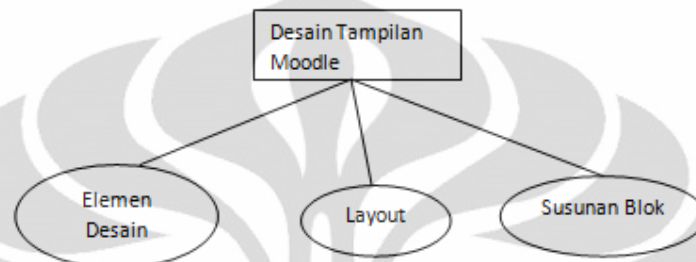 Desain Tampilan
Moodle
Elemen
Desain
Layout
Susunan Blok